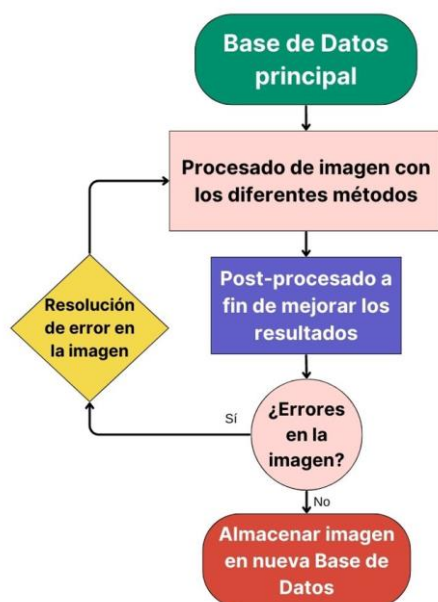 Base de Datos
principal
Procesado de imagen con
los diferentes métodos
Post-procesado a
fin de mejorar los
resultados
Resolución
de error en
la imagen
¿Errores
en la
imagen?
Sí
No
Almacenar imagen
en nueva Base de
Datos